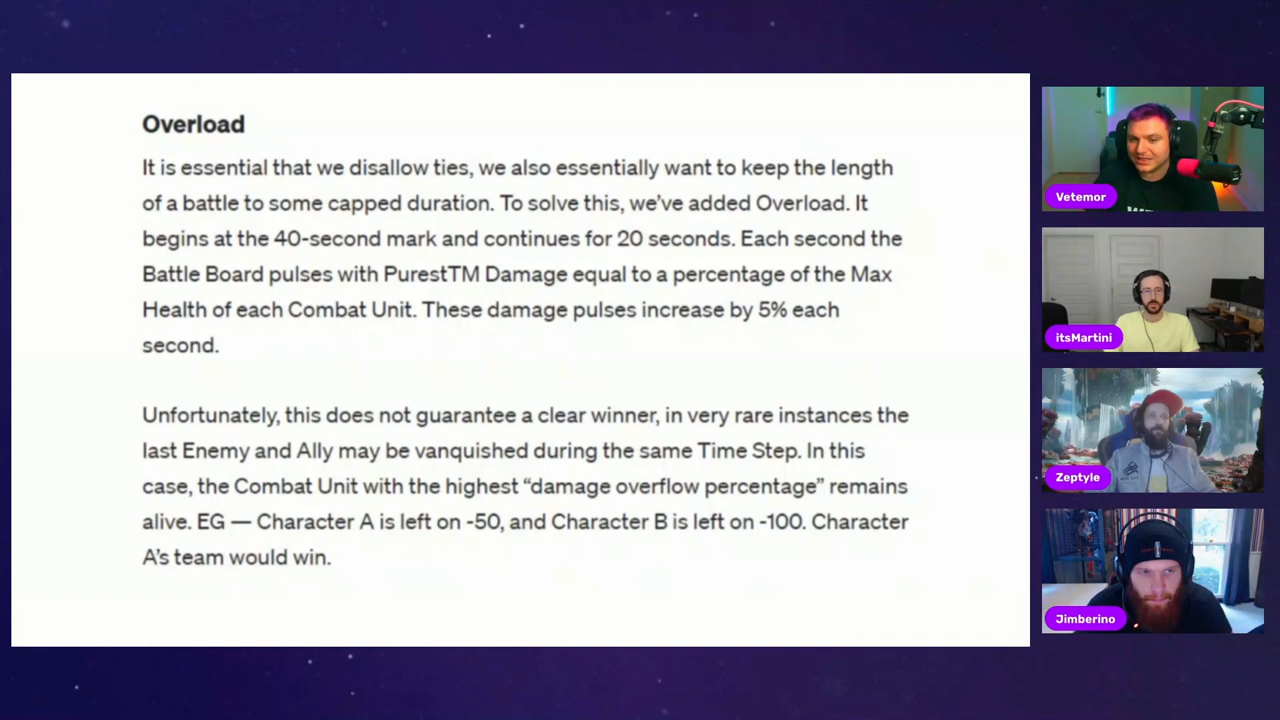 Overload
It is essential that we disallow ties, we also essentially want to keep the length
of a battle to some capped duration. To solve this, we’ve added Overload. It
begins at the 40-second mark and continues for 20 seconds. Each second the
Battle Board pulses with PurestTM Damage equal to a percentage of the Max
Health of each Combat Unit. These damage pulses increase by 5% each
second.
Unfortunately, this does not guarantee a clear winner, in very rare instances the
last Enemy and Ally may be vanquished during the same Time Step. In this
case, the Combat Unit with the highest “damage overflow percentage” remains
alive. EG — Character A is left on -50, and Character B is left on -100. Character
A’s team would win.
Vetemor
itsMartini
Zeptyle
Jimberino